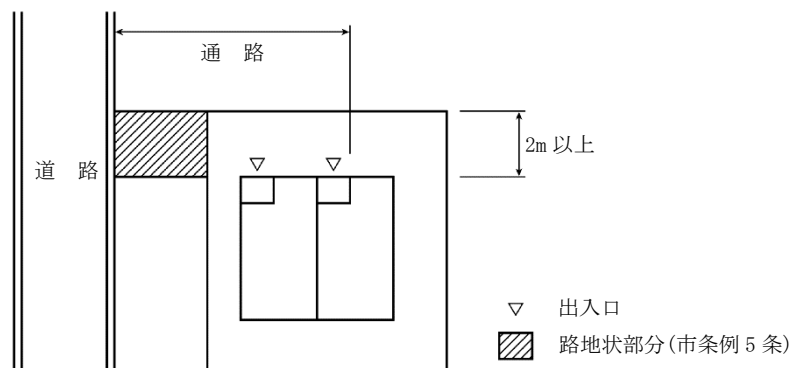 通 路
2m 以上
道 路
▽ 出入口
路地状部分(市条例 5 条)